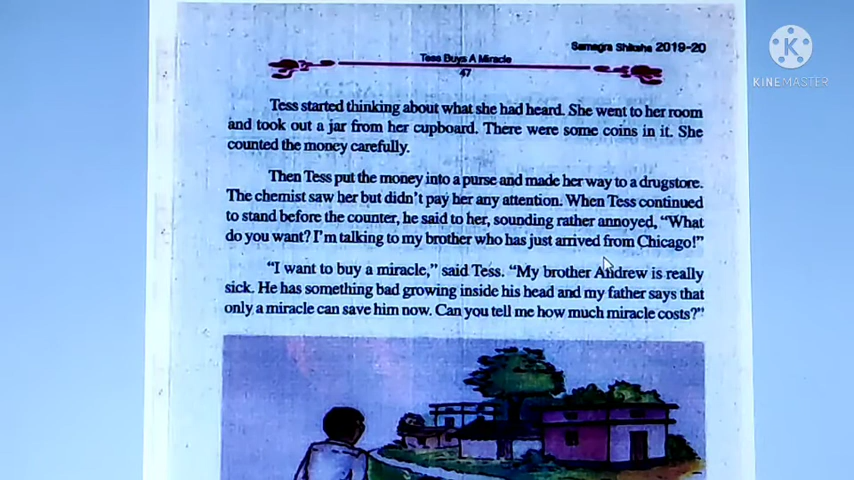 Samagra Shiksha 2019-20
KINEMASTER
Tess Buys A Miracle
47
Tess started thinking about what she had heard. She went to her room
and took out a jar from her cupboard. There were some coins in it. She
counted the money carefully.
Then Tess put the money into a purse and made her way to a drugstore.
The chemist saw her but didn't pay her any attention. When Tess continued
to stand before the counter, he said to her, sounding rather annoyed, “What
do you want? I'm talking to my brother who has just arrived from Chicago!”
“I want to buy a miracle,” said Tess. “My brother Andrew is really
sick. He has something bad growing inside his head and my father says that
only a miracle can save him now. Can you tell me how much miracle costs?”